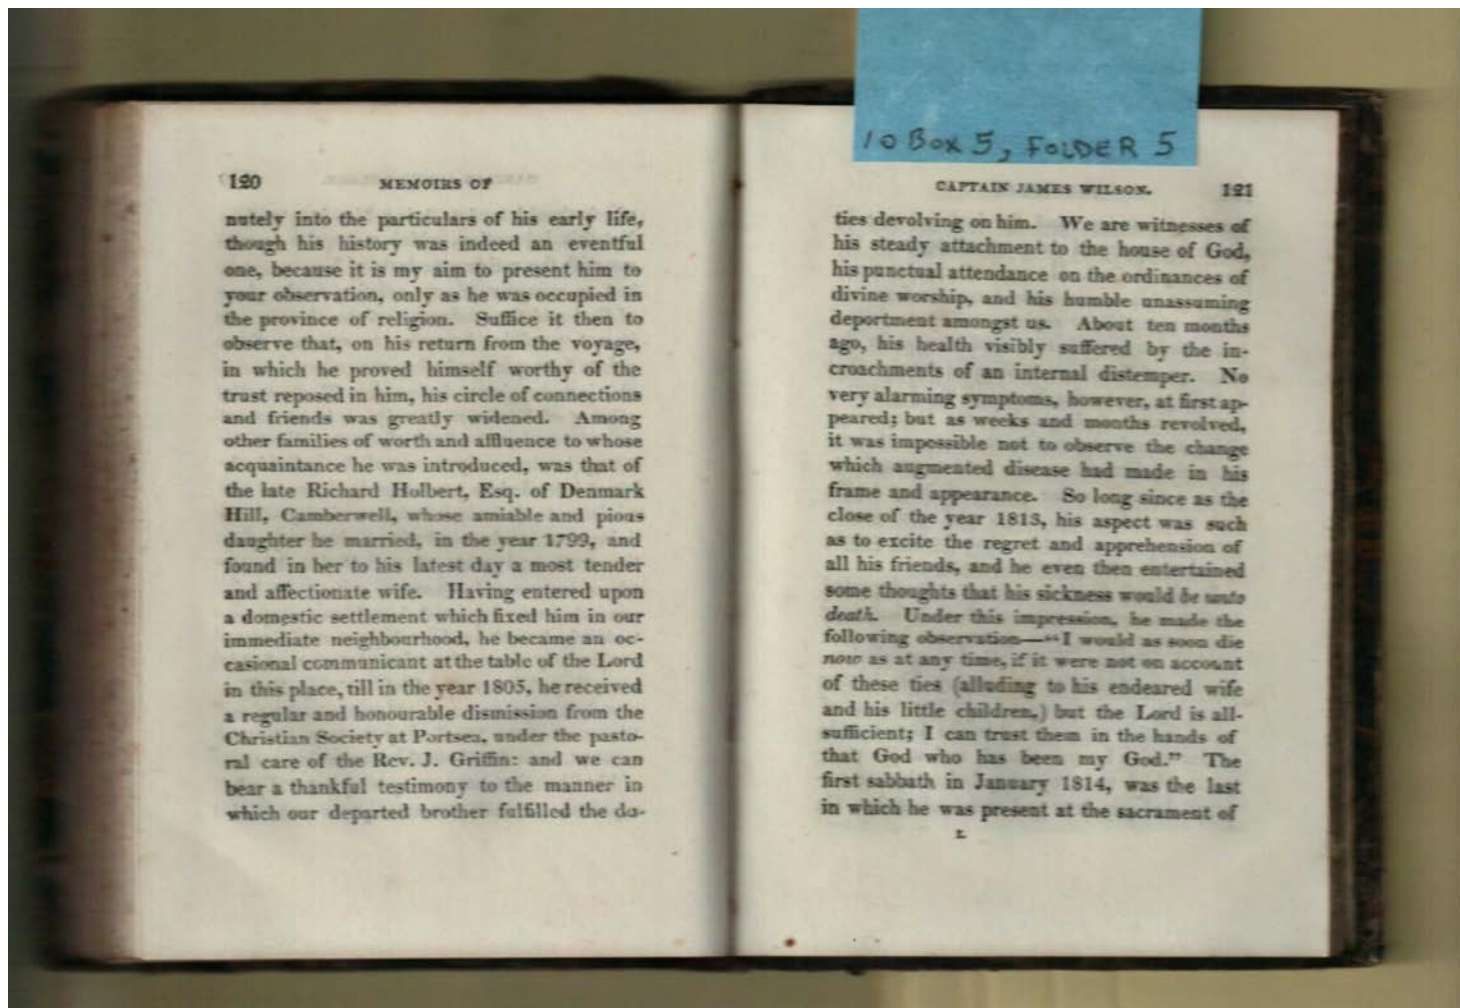 10 Box 5, FOLDER 5
120 MEMOIRS OF
nutely into the particulars of his early life,
though his history was indeed an eventful
one, because it is my aim to present him to
your observation, only as he was occupied in
the province of religion. Suffice it then to
observe that, on his return from the voyage,
in which he proved himself worthy of the
trust reposed in him, his circle of connections
and friends was greatly widened. Among
other families of worth and affluence to whose
acquaintance he was introduced, was that of
the late Richard Holbert, Esq. of Denmark
Hill, Camberwell, whose amiable and pious
daughter he married, in the year 1799, and
found in her to his latest day a most tender
and affectionate wife. Having entered upon
a domestic settlement which fixed him in our
immediate neighbourhood, he became an oc-
casional communicant at the table of the Lord
in this place, till in the year 1805, he received
a regular and honourable dismission from the
Christian Society at Portsea, under the pasto-
ral care of the Rev. J. Griffin: and we can
bear a thankful testimony to the manner in
which our departed brother fulfilled the du-
CAPTAIN JAMES WILSON. 121
ties devolving on him. We are witnesses of
his steady attachment to the house of God,
his punctual attendance on the ordinances of
divine worship, and his humble unassuming
deportment amongst us. About ten months
ago, his health visibly suffered by the in-
croachments of an internal distemper. No
very alarming symptoms, however, at first ap-
peared; but as weeks and months revolved,
it was impossible not to observe the change
which augmented disease had made in his
frame and appearance. So long since as the
close of the year 1813, his aspect was such
as to excite the regret and apprehension of
all his friends, and he even then entertained
some thoughts that his sickness would be unto
death. Under this impression, he made the
following observation—"I would as soon die
now as at any time, if it were not on account
of these ties (alluding to his endeared wife
and his little children,) but the Lord is all-
sufficient; I can trust them in the hands of
that God who has been my God." The
first sabbath in January 1814, was the last
in which he was present at the sacrament of
L